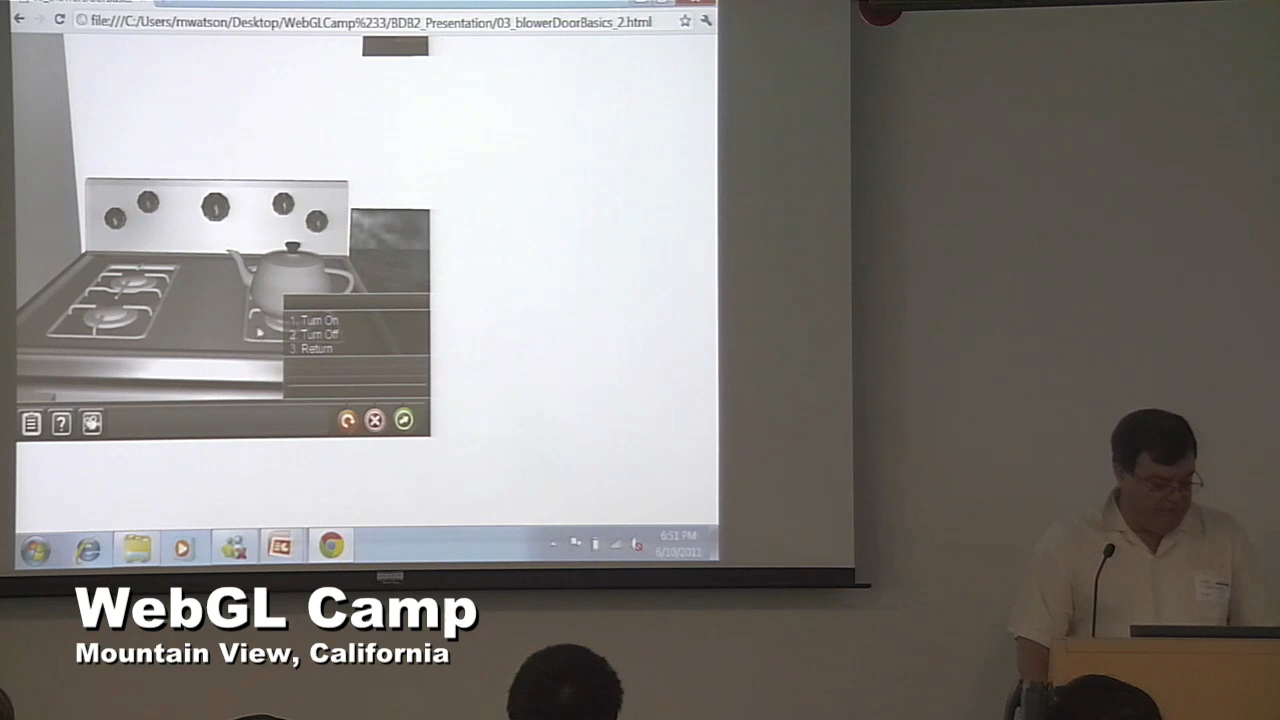 file:///C:/Users/mwatson/Desktop/WebGLCamp%233/BDB2_Presentation/03_blowerDoorBasics_2.html
1. Turn On
2. Turn Off
3. Return
?
6:51 PM
6/10/2011
WebGL Camp
Mountain View, California